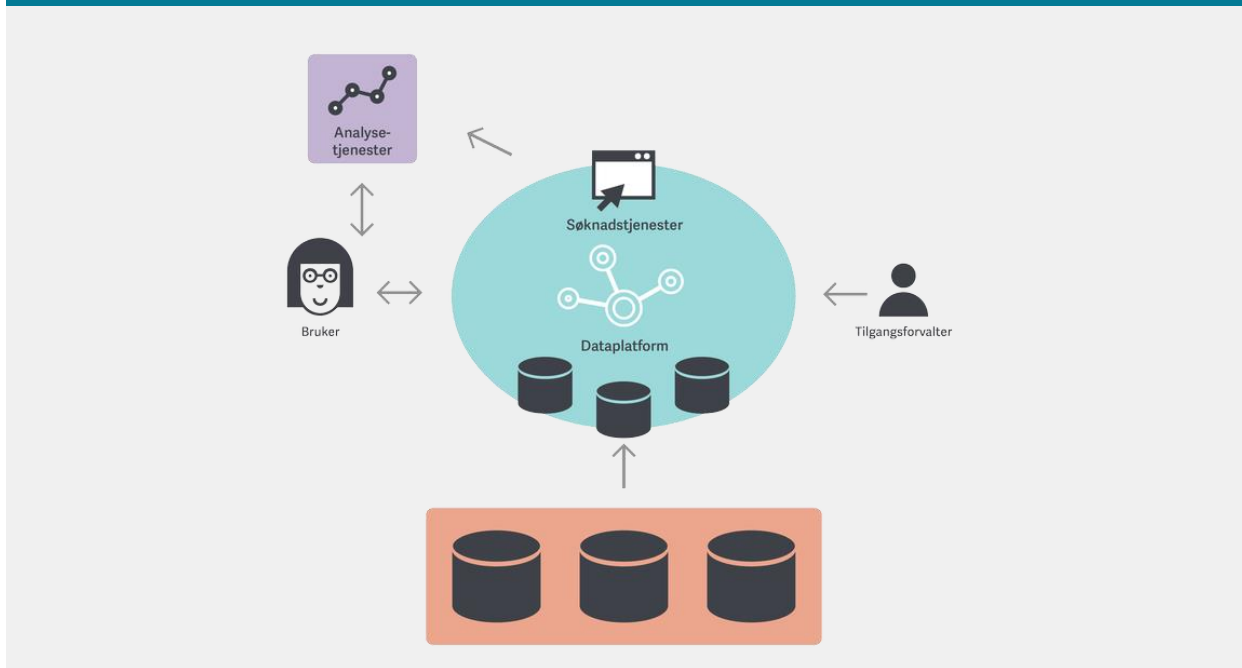 Analyse-
tjenester
Søknadstjenester
Bruker
Tilgangsforvalter
Dataplatform